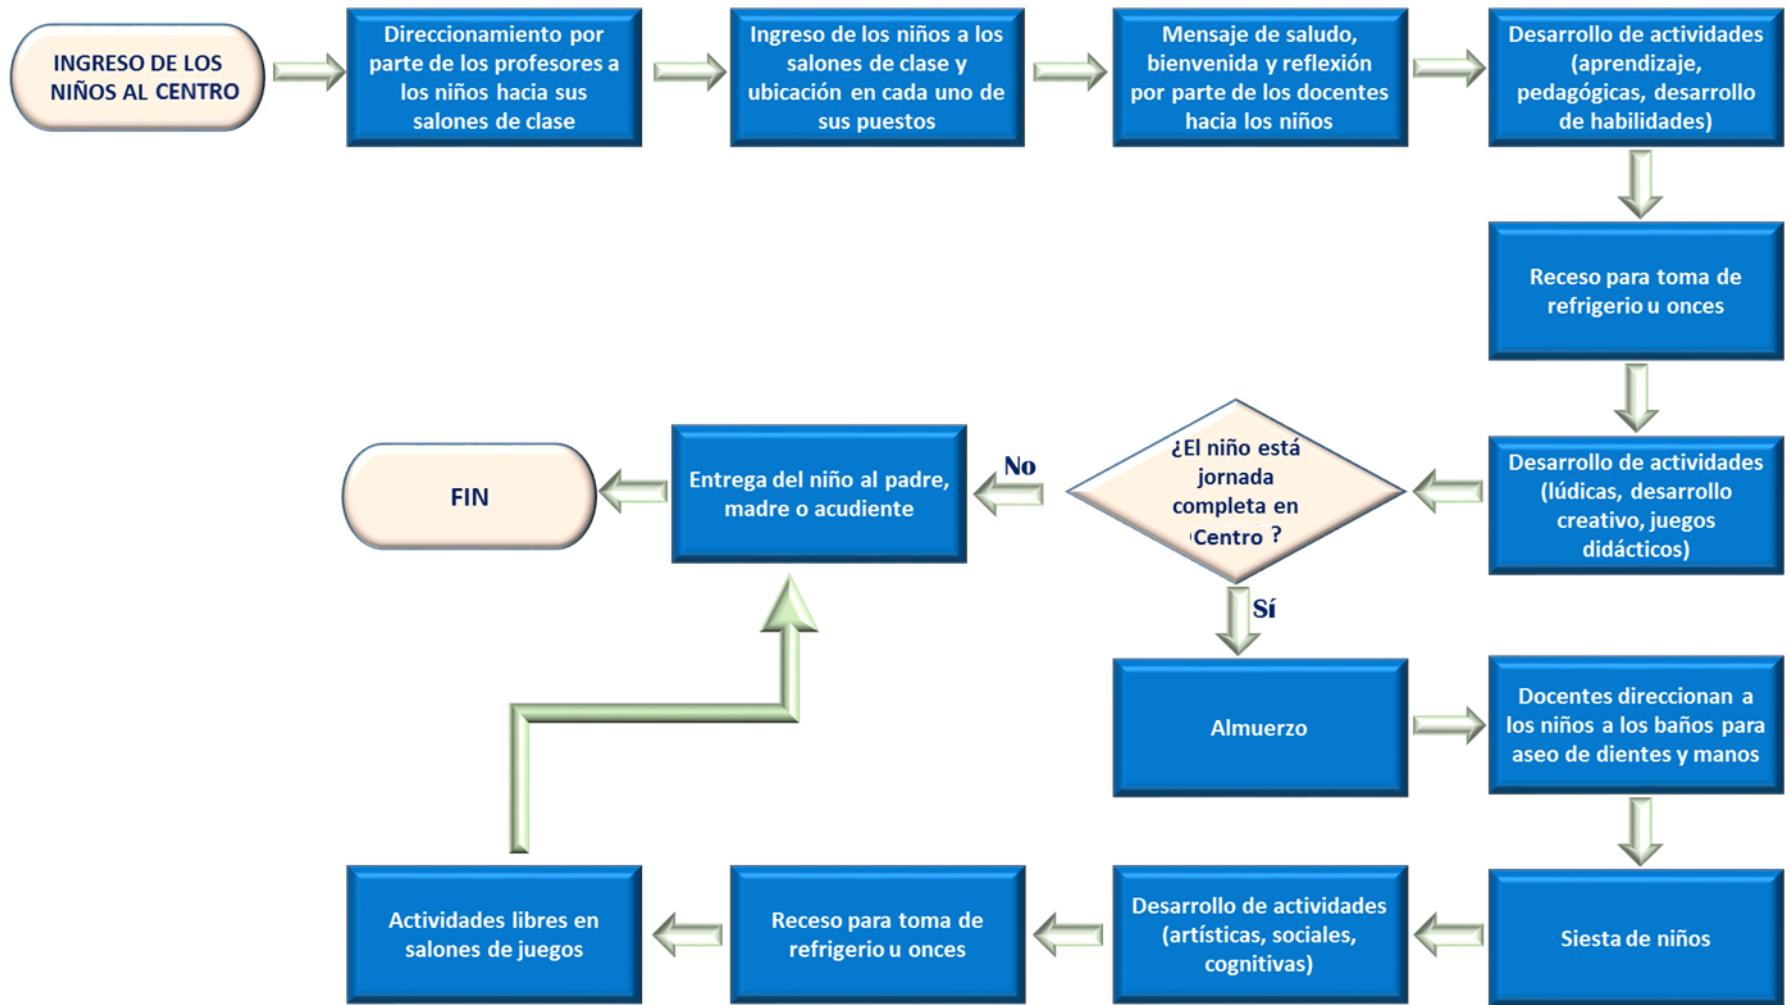 INGRESO DE LOS
NIÑOS AL CENTRO
Direccionamiento por
parte de los profesores a
los niños hacia sus
salones de clase
Ingreso de los niños a los
salones de clase y
ubicación en cada uno de
sus puestos
Mensaje de saludo,
bienvenida y reflexión
por parte de los docentes
hacia los niños
Desarrollo de actividades
(aprendizaje,
pedagógicas, desarrollo
de habilidades)
Receso para toma de
refrigerio u onces
Desarrollo de actividades
(lúdicas, desarrollo
creativo, juegos
didácticos)
¿El niño está
jornada
completa en
Centro ?
No
Entrega del niño al padre,
madre o acudiente
FIN
Sí
Almuerzo
Docentes direccionan a
los niños a los baños para
aseo de dientes y manos
Siesta de niños
Desarrollo de actividades
(artísticas, sociales,
cognitivas)
Receso para toma de
refrigerio u onces
Actividades libres en
salones de juegos